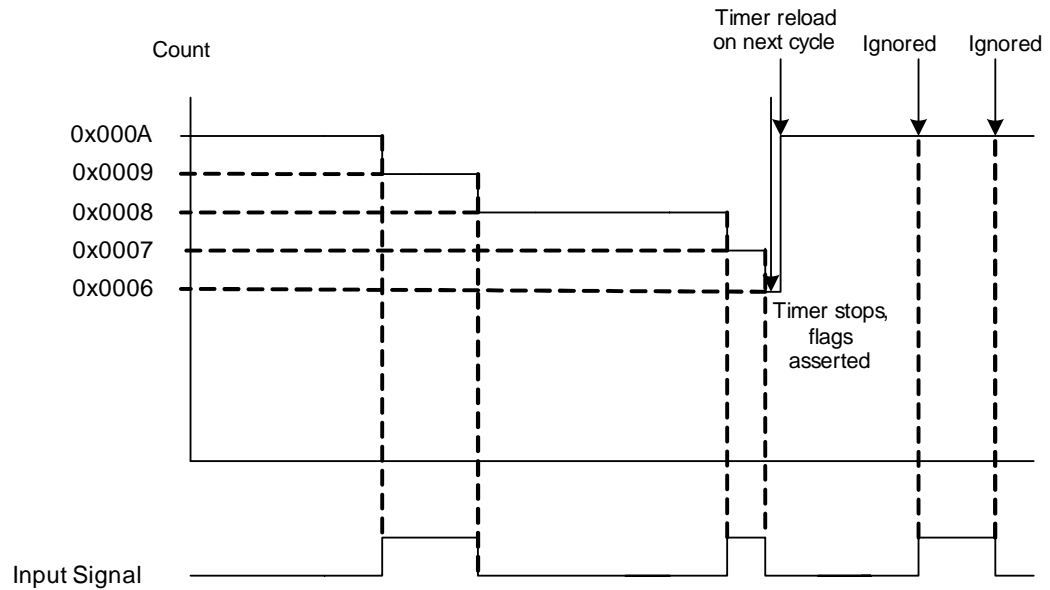 Timer reload
on next cycle
Ignored
Ignored
Count
0x000A
0x0009
0x0008
0x0007
0x0006
Timer stops,
flags
asserted
Input Signal